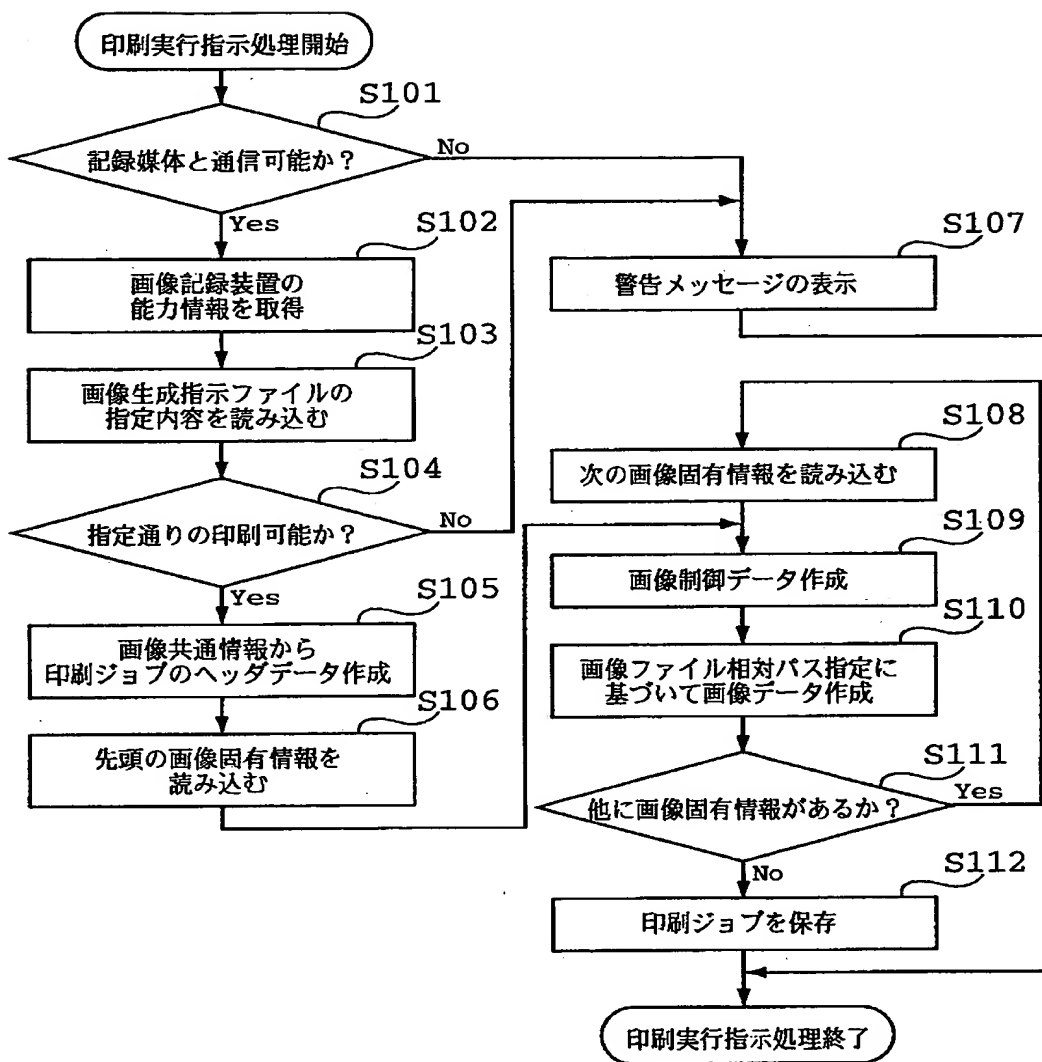 印刷実行指示処理開始
S101
記録媒体と通信可能か？
No
Yes
S102
画像記録装置の
能力情報を取得
S103
画像生成指示ファイルの
指定内容を読み込む
S104
指定通りの印刷可能か？
No
Yes
S105
画像共通情報から
印刷ジョブのヘッダデータ作成
S106
先頭の画像固有情報を
読み込む
S107
警告メッセージの表示
S108
次の画像固有情報を読み込む
S109
画像制御データ作成
S110
画像ファイル相対パス指定に
基づいて画像データ作成
S111
他に画像固有情報があるか？
Yes
No
S112
印刷ジョブを保存
印刷実行指示処理終了